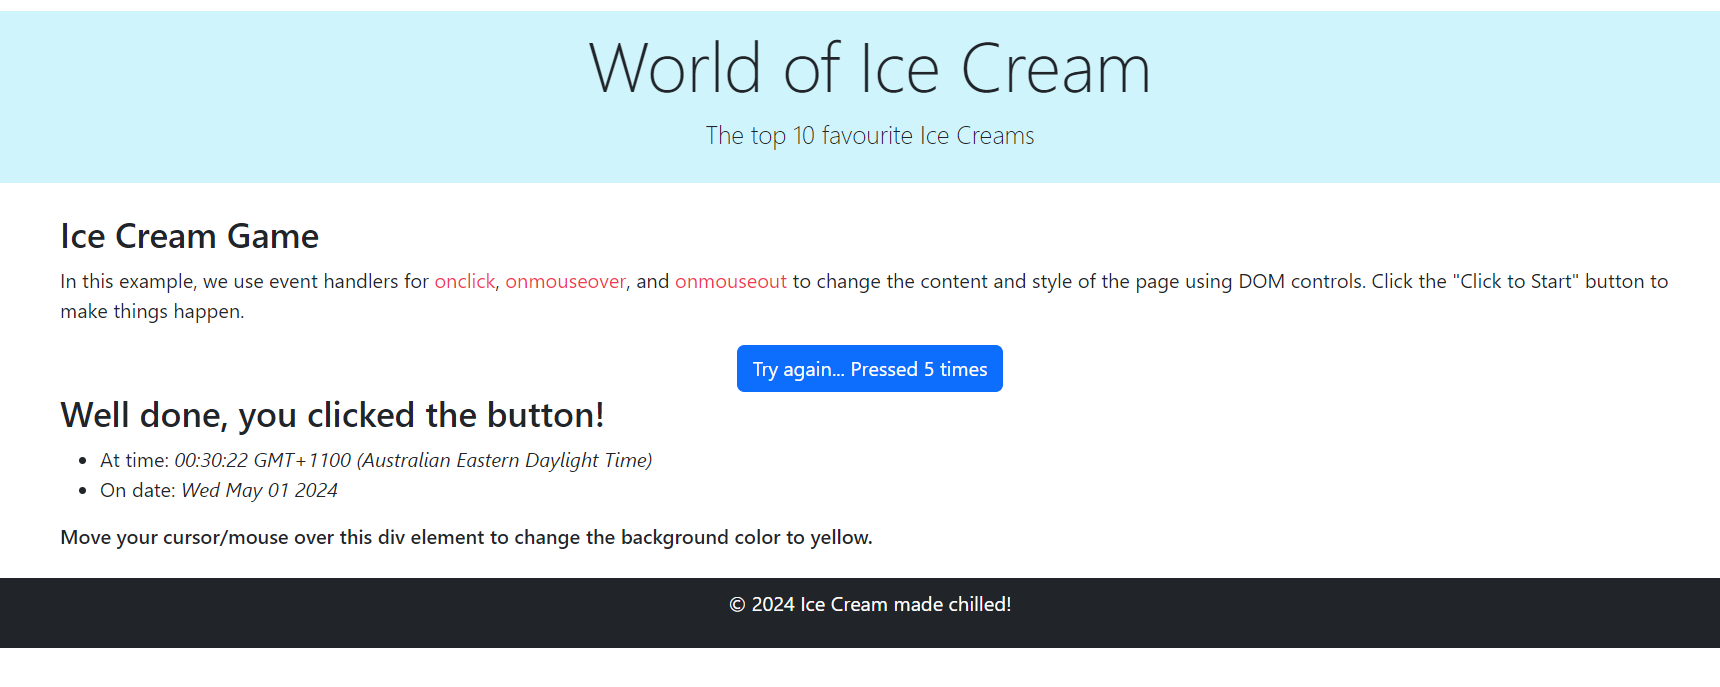 World of Ice Cream
The top 10 favourite Ice Creams
Ice Cream Game
In this example, we use event handlers for onclick, onmouseover, and onmouseout to change the content and style of the page using DOM controls. Click the "Click to Start" button to
make things happen.
Try again... Pressed 5 times
Well done, you clicked the button!
• At time: 00:30:22 GMT+1100 (Australian Eastern Daylight Time)
• On date: Wed May 01 2024
Move your cursor/mouse over this div element to change the background color to yellow.
© 2024 Ice Cream made chilled!